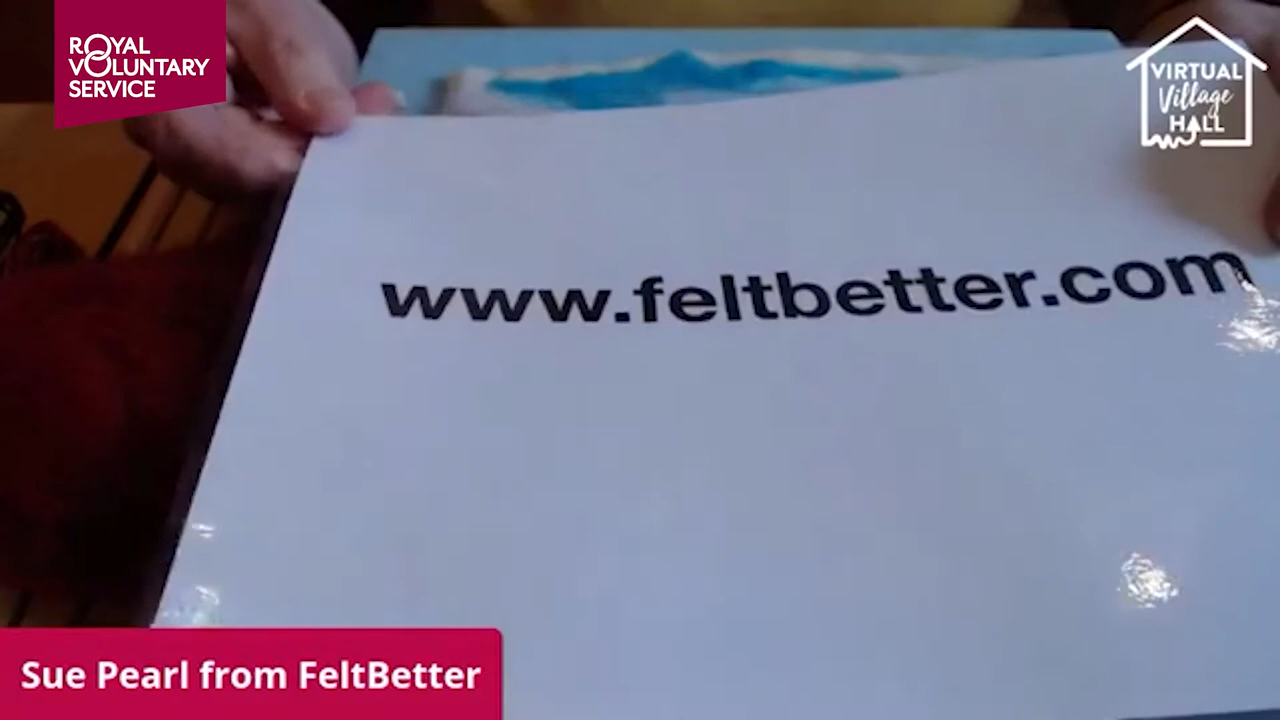 ROYAL
VOLUNTARY
SERVICE
VIRTUAL
Village
HALL
www.feltbetter.com
Sue Pearl from FeltBetter